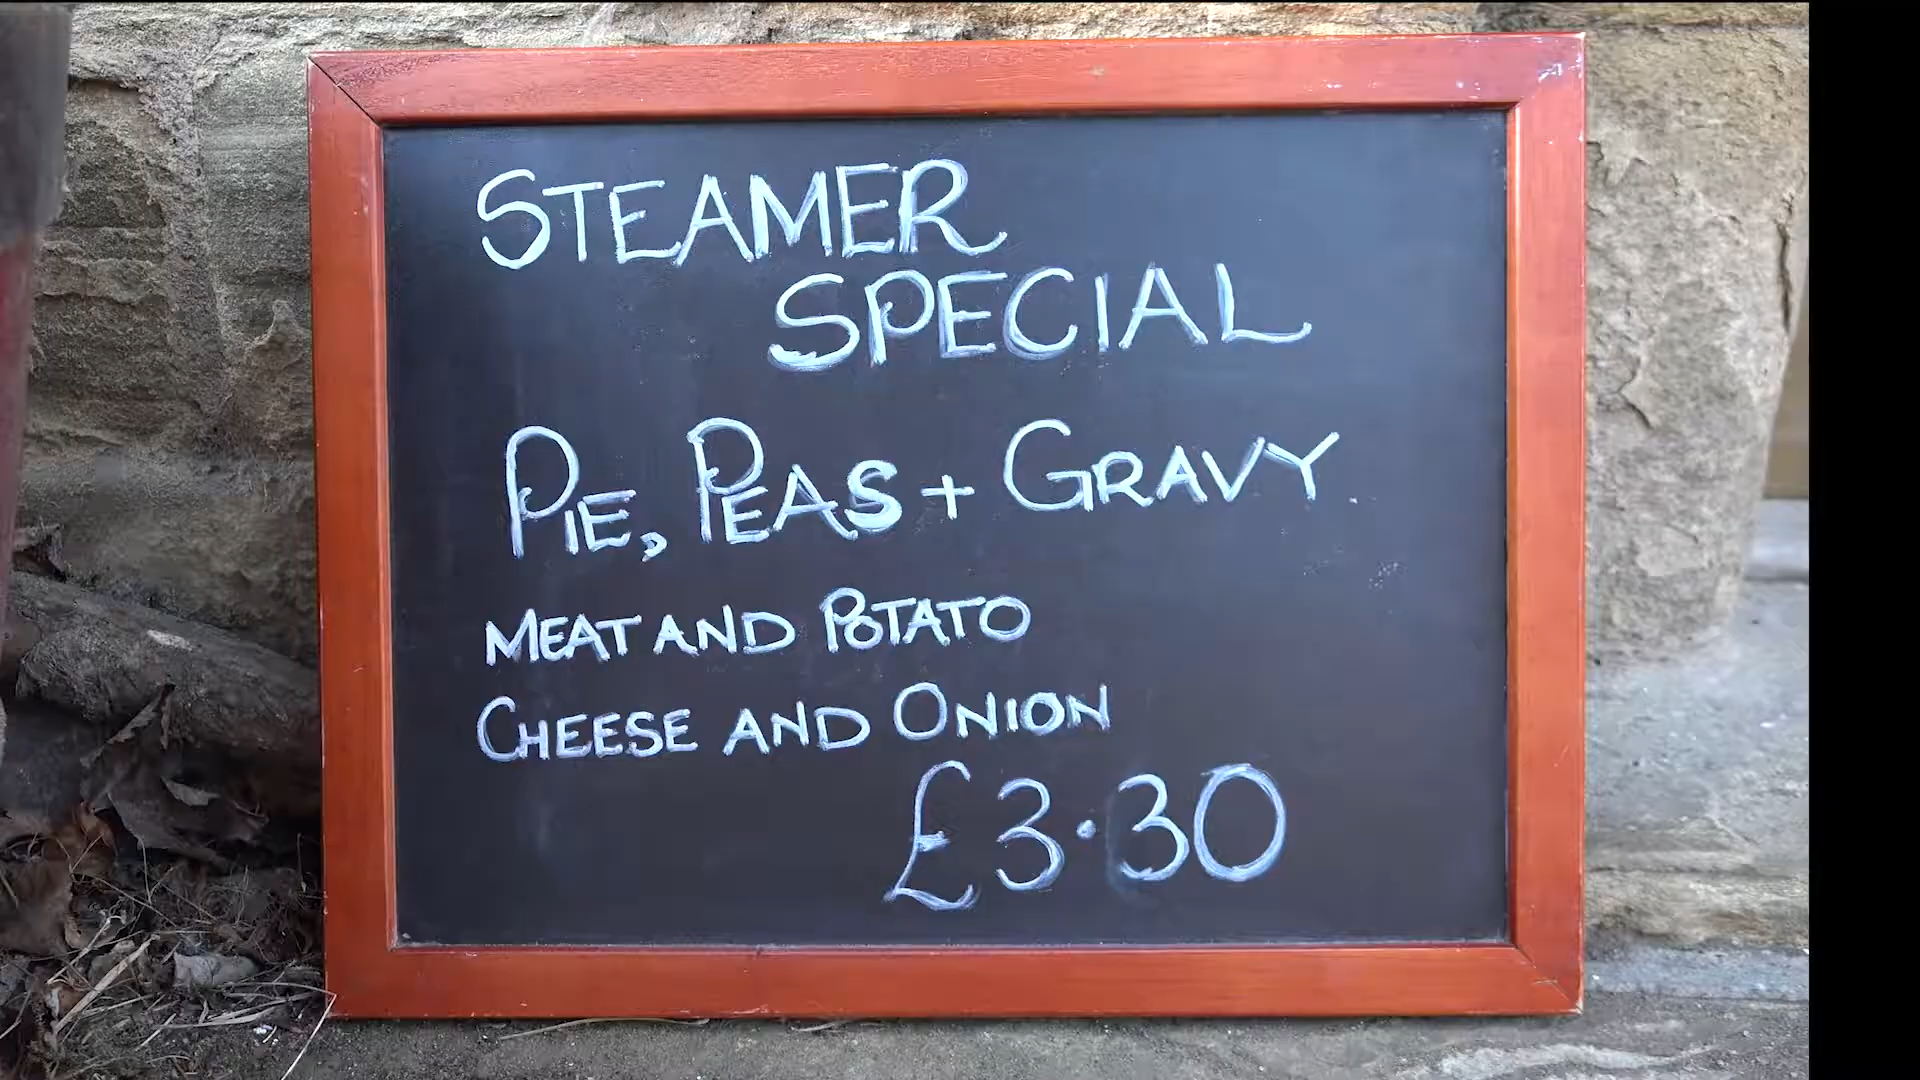 STEAMER
SPECIAL
PIE, PEAS + GRAVY.
MEAT AND POTATO
CHEESE AND ONION
£3·30